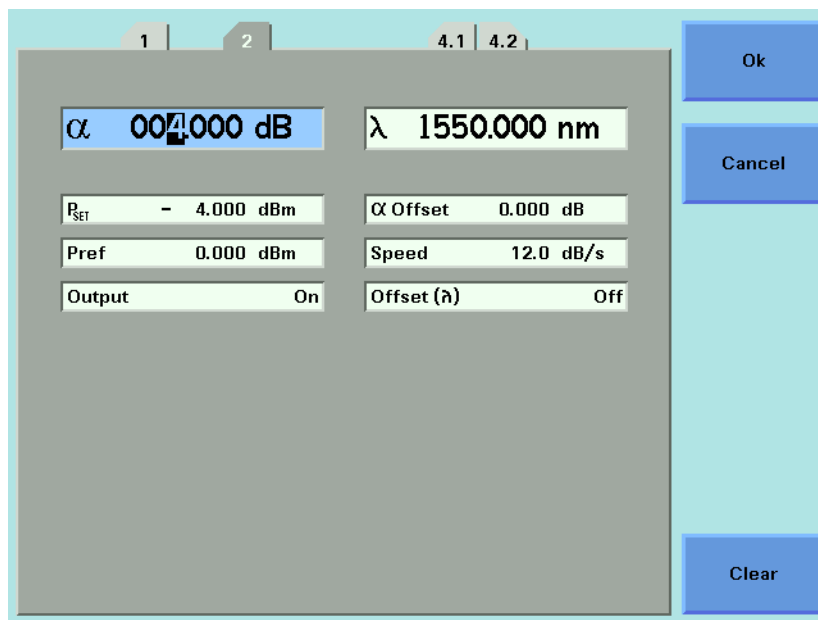 1 2 4.1 4.2
Ok
α 004.000 dB λ 1550.000 nm
Cancel
PSET - 4.000 dBm α Offset 0.000 dB
Pref 0.000 dBm Speed 12.0 dB/s
Output On Offset (λ) Off
Clear